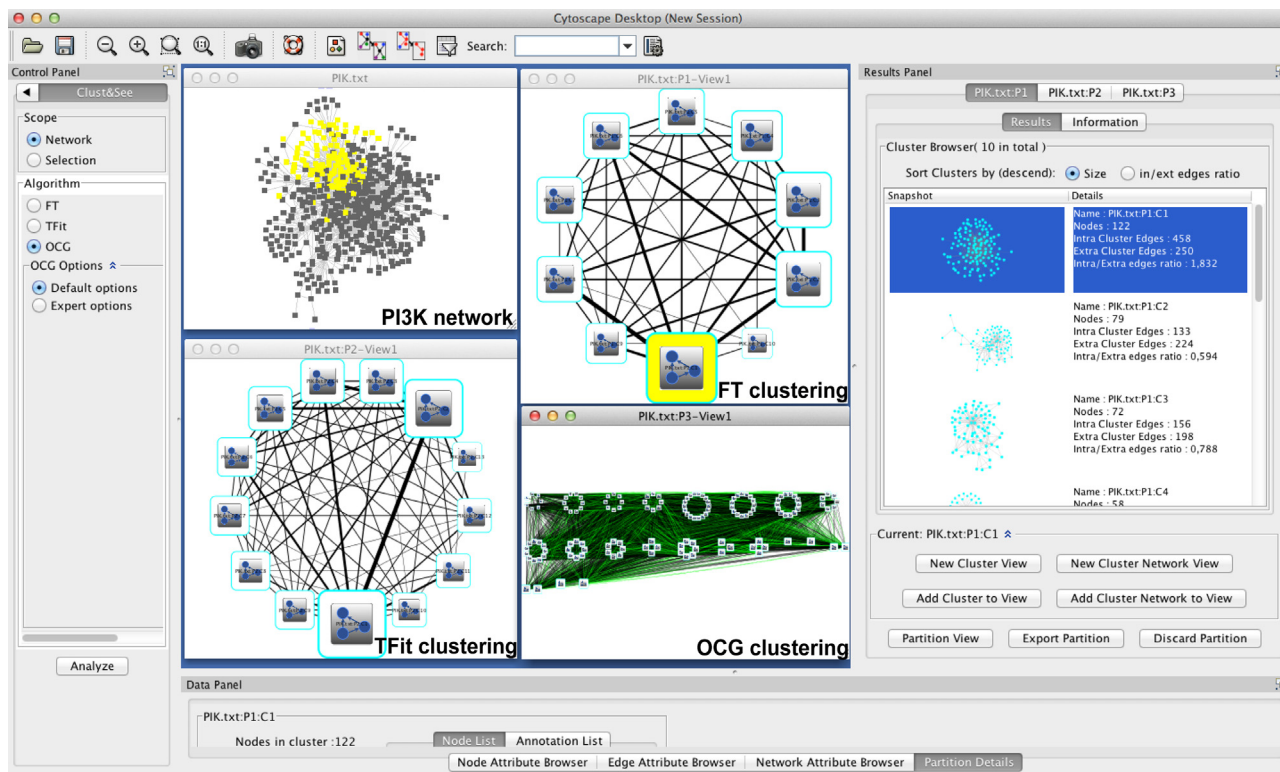 Cytoscape Desktop (New Session)
Search:
Control Panel
Clust&See
Scope
Network
Selection
Algorithm
FT
TFit
OCG
OCG Options
Default options
Expert options
Analyze
PIK.txt
PI3K network
PIK.txt:P1-View1
FT clustering
PIK.txt:P2-View1
TFit clustering
PIK.txt:P3-View1
OCG clustering
Results Panel
PIK.txt:P1 PIK.txt:P2 PIK.txt:P3
Results Information
Cluster Browser( 10 in total )
Sort Clusters by (descend): Size in/ext edges ratio
Snapshot Details
Name : PIK.txt:P1:C1
Nodes : 122
Intra Cluster Edges : 458
Extra Cluster Edges : 250
Intra/Extra edges ratio : 1,832
Name : PIK.txt:P1:C2
Nodes : 79
Intra Cluster Edges : 133
Extra Cluster Edges : 224
Intra/Extra edges ratio : 0,594
Name : PIK.txt:P1:C3
Nodes : 72
Intra Cluster Edges : 156
Extra Cluster Edges : 198
Intra/Extra edges ratio : 0,788
Name : PIK.txt:P1:C4
Nodes : 58
Current: PIK.txt:P1:C1
New Cluster View New Cluster Network View
Add Cluster to View Add Cluster Network to View
Partition View Export Partition Discard Partition
Data Panel
PIK.txt:P1:C1
Nodes in cluster :122
Node List Annotation List
Node Attribute Browser Edge Attribute Browser Network Attribute Browser Partition Details